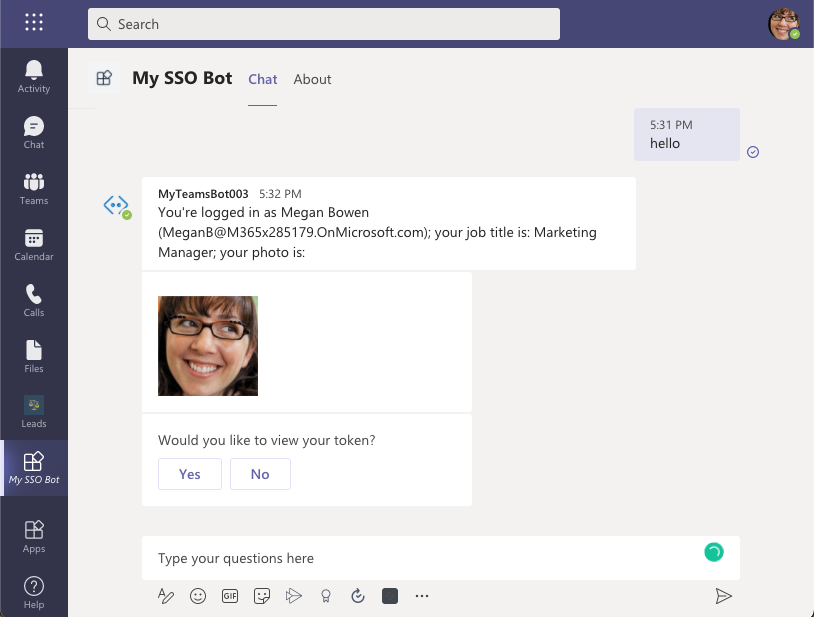 Search
Activity
Chat
Teams
Calendar
Calls
Files
Leads
My SSO Bot
Apps
Help
My SSO Bot Chat About
5:31 PM
hello
MyTeamsBot003 5:32 PM
You're logged in as Megan Bowen
(MeganB@M365x285179.OnMicrosoft.com); your job title is: Marketing
Manager; your photo is:
Would you like to view your token?
Yes No
Type your questions here
GIF